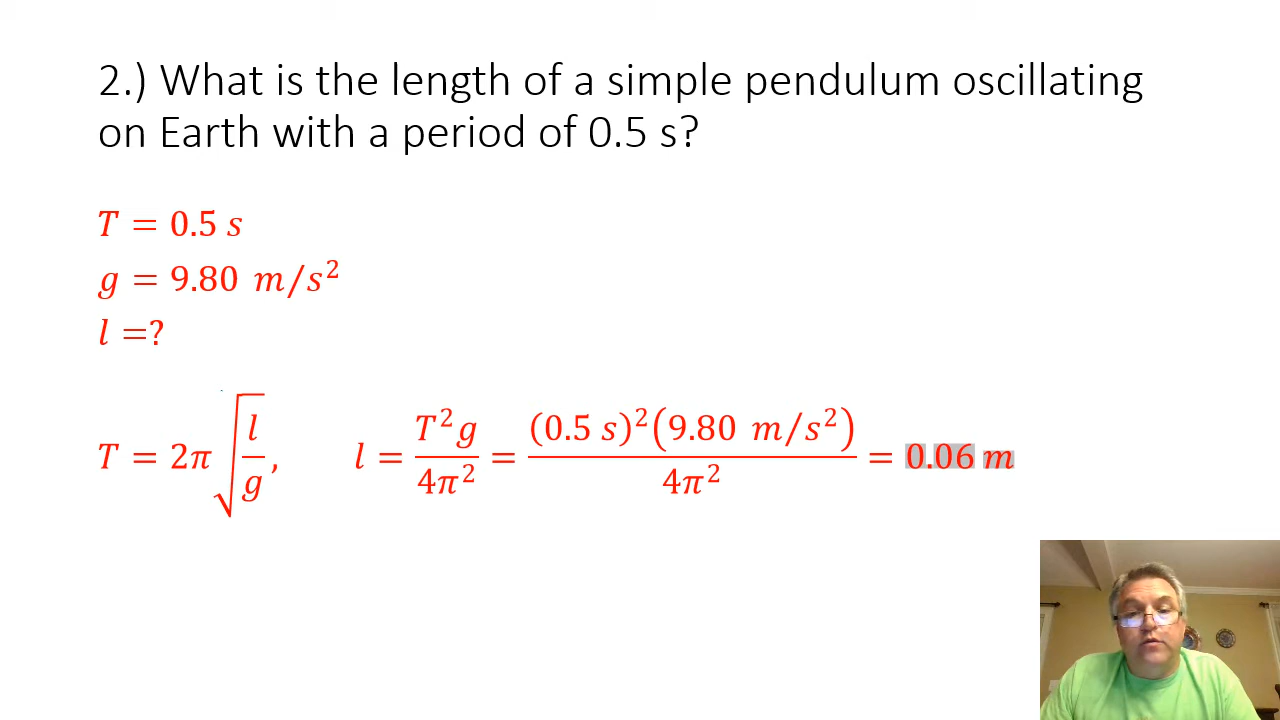 2.) What is the length of a simple pendulum oscillating
on Earth with a period of 0.5 s?
T = 0.5 s
g = 9.80 m/s²
l =?
T = 2π√(l/g), l = T²g/4π² = (0.5 s)²(9.80 m/s²)/4π² = 0.06 m